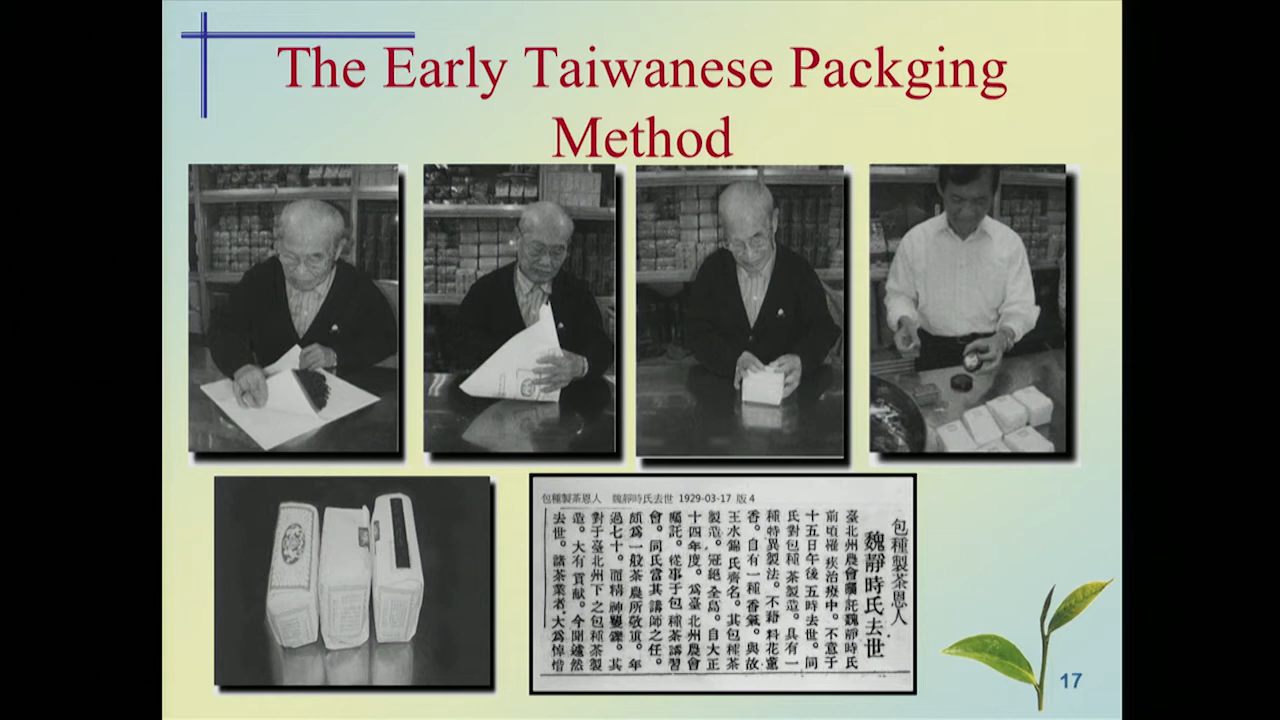 The Early Taiwanese Packging
Method
包種製茶恩人 魏靜時氏去世 1929-03-17 版4
包種製茶恩人
魏靜時氏去世
臺北州農會囑託魏靜時氏
前頃罹疾治療中。不意于
十五日午後五時去世。同
氏對包種茶製造。具有一
種特異製法。不藉料花薰
香。自有一種香氣。與故
王水錦氏齊名。其包種茶
製造。冠絕全島。自大正
十四年度。爲臺北州農會
囑託。從事于包種茶講習
會。同氏當其講師之任。
頗爲一般茶農所敬重。年
過七十。而精神矍鑠。其
對于臺北州下之包種茶製
造。大有貢獻。今聞遽然
去世。諸茶業者。大爲悼惜
17